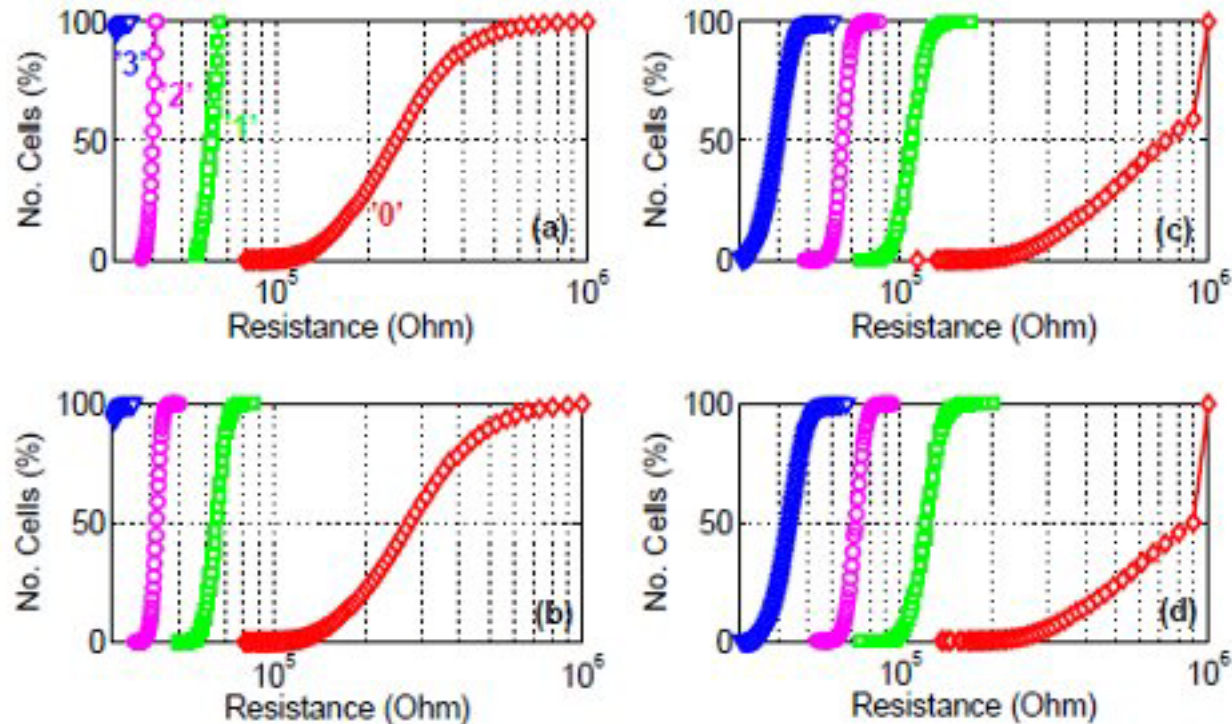 No. Cells (%)
100
50
0
'3'
'2'
'1'
'0'
(a)
10^5
10^6
Resistance (Ohm)
No. Cells (%)
100
50
0
(c)
10^5
10^6
Resistance (Ohm)
No. Cells (%)
100
50
0
(b)
10^5
10^6
Resistance (Ohm)
No. Cells (%)
100
50
0
(d)
10^5
10^6
Resistance (Ohm)